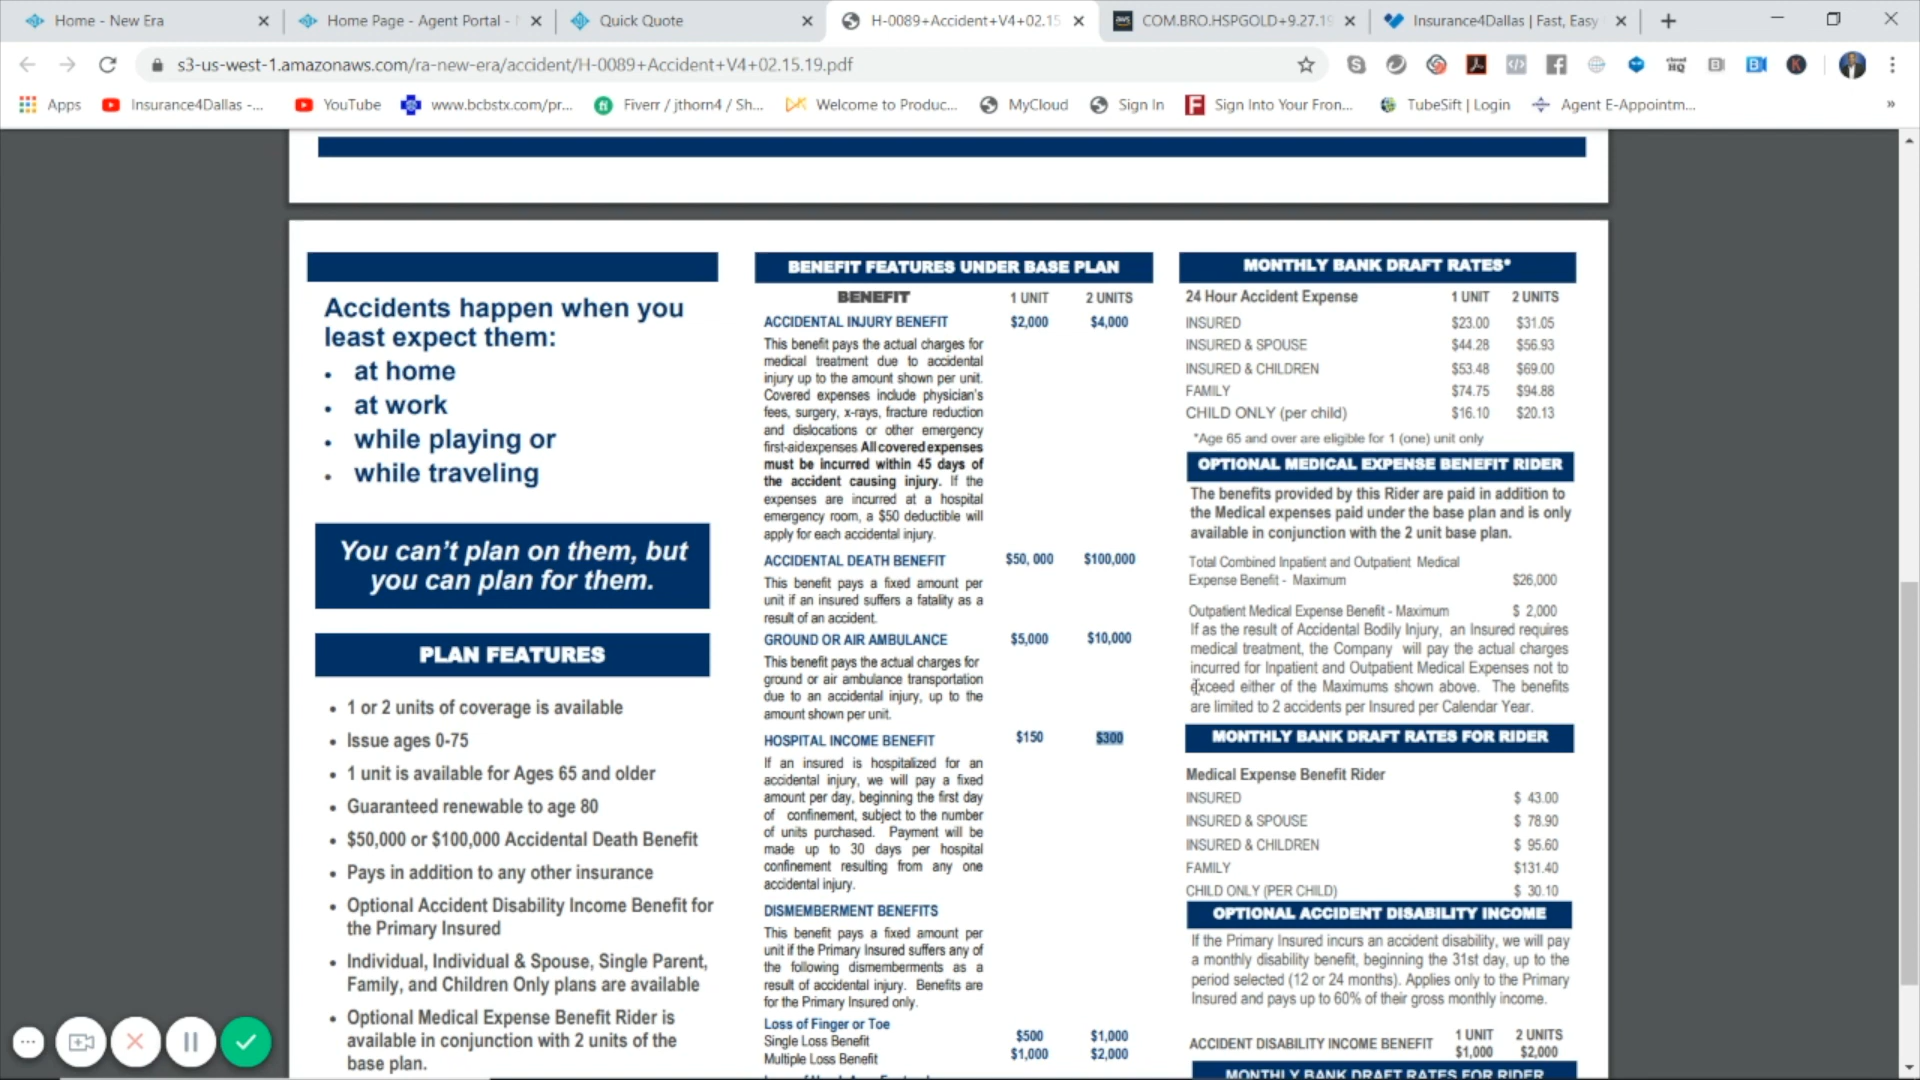 Home - New Era
Home Page - Agent Portal -
Quick Quote
H-0089+Accident+V4+02.15
COM.BRO.HSPGOLD+9.27.19
Insurance4Dallas | Fast, Easy
s3-us-west-1.amazonaws.com/ra-new-era/accident/H-0089+Accident+V4+02.15.19.pdf
Apps
Insurance4Dallas -...
YouTube
www.bcbstx.com/pr...
Fiverr / jthorn4 / Sh...
Welcome to Produc...
MyCloud
Sign In
Sign Into Your Fron...
TubeSift | Login
Agent E-Appointm...
»
Accidents happen when you
least expect them:
• at home
• at work
• while playing or
• while traveling
You can't plan on them, but
you can plan for them.
PLAN FEATURES
• 1 or 2 units of coverage is available
• Issue ages 0-75
• 1 unit is available for Ages 65 and older
• Guaranteed renewable to age 80
• $50,000 or $100,000 Accidental Death Benefit
• Pays in addition to any other insurance
• Optional Accident Disability Income Benefit for
the Primary Insured
• Individual, Individual & Spouse, Single Parent,
Family, and Children Only plans are available
• Optional Medical Expense Benefit Rider is
available in conjunction with 2 units of the
base plan.
BENEFIT FEATURES UNDER BASE PLAN
BENEFIT 1 UNIT 2 UNITS
ACCIDENTAL INJURY BENEFIT $2,000 $4,000
This benefit pays the actual charges for
medical treatment due to accidental
injury up to the amount shown per unit.
Covered expenses include physician's
fees, surgery, x-rays, fracture reduction
and dislocations or other emergency
first-aidexpenses All covered expenses
must be incurred within 45 days of
the accident causing injury. If the
expenses are incurred at a hospital
emergency room, a $50 deductible will
apply for each accidental injury.
ACCIDENTAL DEATH BENEFIT $50, 000 $100,000
This benefit pays a fixed amount per
unit if an insured suffers a fatality as a
result of an accident.
GROUND OR AIR AMBULANCE $5,000 $10,000
This benefit pays the actual charges for
ground or air ambulance transportation
due to an accidental injury, up to the
amount shown per unit.
HOSPITAL INCOME BENEFIT $150 $300
If an insured is hospitalized for an
accidental injury, we will pay a fixed
amount per day, beginning the first day
of confinement, subject to the number
of units purchased. Payment will be
made up to 30 days per hospital
confinement resulting from any one
accidental injury.
DISMEMBERMENT BENEFITS
This benefit pays a fixed amount per
unit if the Primary Insured suffers any of
the following dismemberments as a
result of accidental injury. Benefits are
for the Primary Insured only.
Loss of Finger or Toe
Single Loss Benefit $500 $1,000
Multiple Loss Benefit $1,000 $2,000
MONTHLY BANK DRAFT RATES*
24 Hour Accident Expense 1 UNIT 2 UNITS
INSURED $23.00 $31.05
INSURED & SPOUSE $44.28 $56.93
INSURED & CHILDREN $53.48 $69.00
FAMILY $74.75 $94.88
CHILD ONLY (per child) $16.10 $20.13
*Age 65 and over are eligible for 1 (one) unit only
OPTIONAL MEDICAL EXPENSE BENEFIT RIDER
The benefits provided by this Rider are paid in addition to
the Medical expenses paid under the base plan and is only
available in conjunction with the 2 unit base plan.
Total Combined Inpatient and Outpatient Medical
Expense Benefit - Maximum $26,000
Outpatient Medical Expense Benefit - Maximum $ 2,000
If as the result of Accidental Bodily Injury, an Insured requires
medical treatment, the Company will pay the actual charges
incurred for Inpatient and Outpatient Medical Expenses not to
exceed either of the Maximums shown above. The benefits
are limited to 2 accidents per Insured per Calendar Year.
MONTHLY BANK DRAFT RATES FOR RIDER
Medical Expense Benefit Rider
INSURED $ 43.00
INSURED & SPOUSE $ 78.90
INSURED & CHILDREN $ 95.60
FAMILY $131.40
CHILD ONLY (PER CHILD) $ 30.10
OPTIONAL ACCIDENT DISABILITY INCOME
If the Primary Insured incurs an accident disability, we will pay
a monthly disability benefit, beginning the 31st day, up to the
period selected (12 or 24 months). Applies only to the Primary
Insured and pays up to 60% of their gross monthly income.
1 UNIT 2 UNITS
ACCIDENT DISABILITY INCOME BENEFIT $1,000 $2,000
MONTHLY BANK DRAFT RATES FOR RIDER